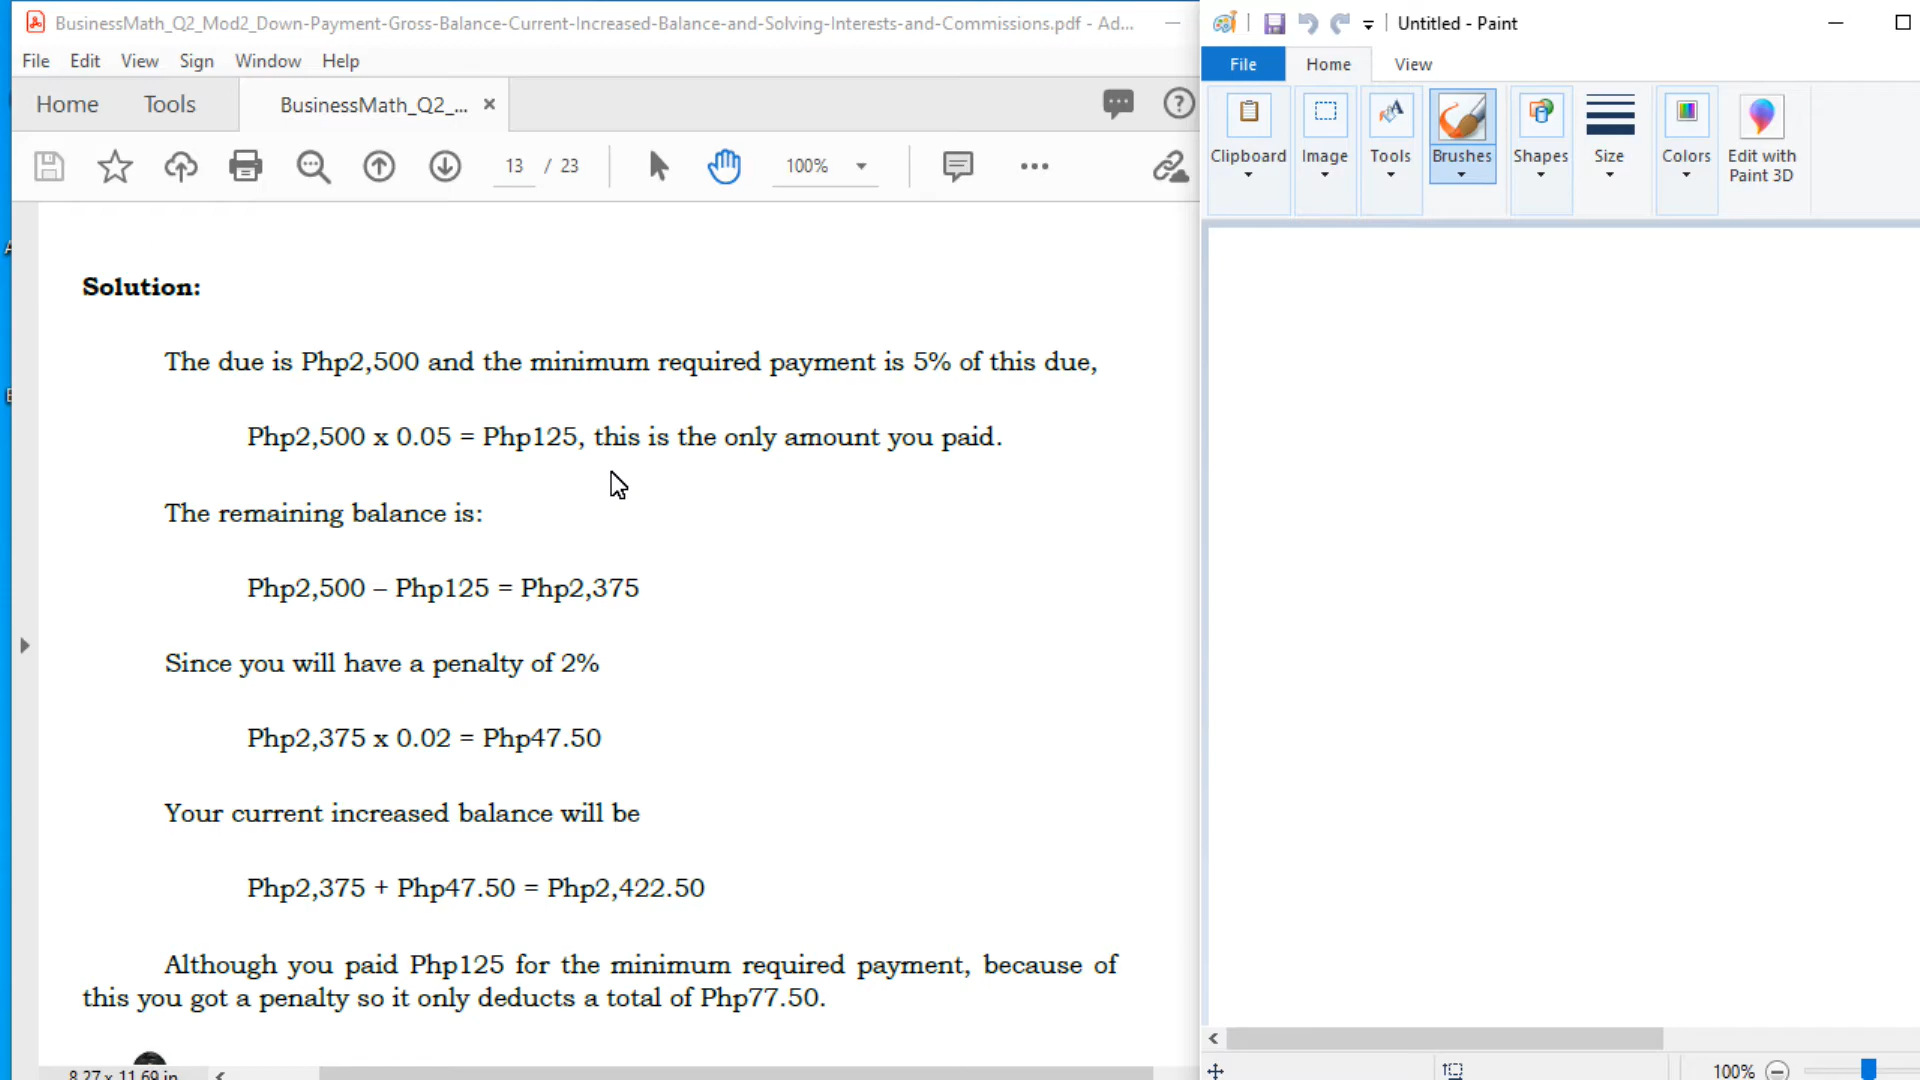 BusinessMath_Q2_Mod2_Down-Payment-Gross-Balance-Current-Increased-Balance-and-Solving-Interests-and-Commissions.pdf - Ad...
File Edit View Sign Window Help
Home Tools BusinessMath_Q2_... ×
13 / 23 100%
Solution:
The due is Php2,500 and the minimum required payment is 5% of this due,
Php2,500 x 0.05 = Php125, this is the only amount you paid.
The remaining balance is:
Php2,500 – Php125 = Php2,375
Since you will have a penalty of 2%
Php2,375 x 0.02 = Php47.50
Your current increased balance will be
Php2,375 + Php47.50 = Php2,422.50
Although you paid Php125 for the minimum required payment, because of
this you got a penalty so it only deducts a total of Php77.50.
8.27 x 11.69 in
Untitled - Paint
File Home View
Clipboard Image Tools Brushes Shapes Size Colors Edit with
Paint 3D
100%